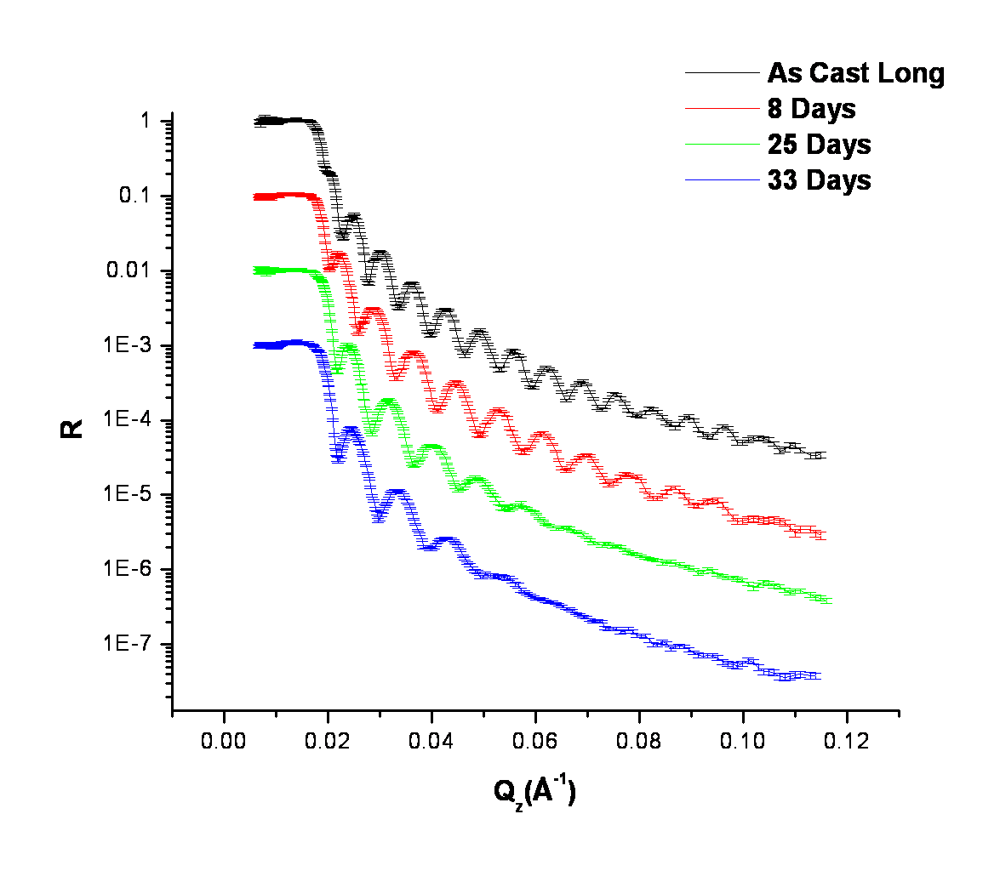 As Cast Long
8 Days
25 Days
33 Days
1
0.1
0.01
1E-3
1E-4
1E-5
1E-6
1E-7
R
0.00 0.02 0.04 0.06 0.08 0.10 0.12
Qz(Å⁻¹)